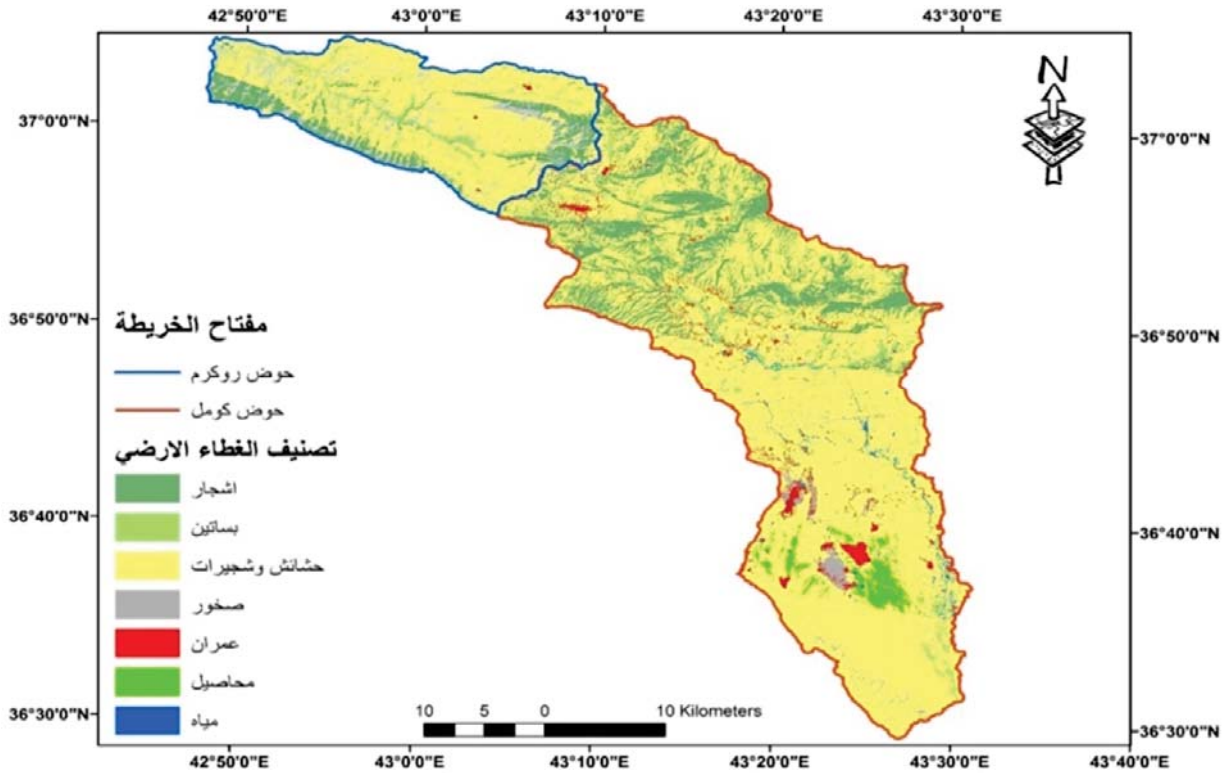 42°50'0"E 43°0'0"E 43°10'0"E 43°20'0"E 43°30'0"E
N
37°0'0"N 37°0'0"N
36°50'0"N 36°50'0"N
مفتاح الخريطة
حوض روكرم
حوض كومل
تصنيف الغطاء الارضي
اشجار
بساتين
36°40'0"N 36°40'0"N
حشائش وشجيرات
صخور
عمران
محاصيل
مياه
36°30'0"N 36°30'0"N
10 5 0 10 Kilometers
42°50'0"E 43°0'0"E 43°10'0"E 43°20'0"E 43°30'0"E 43°40'0"E